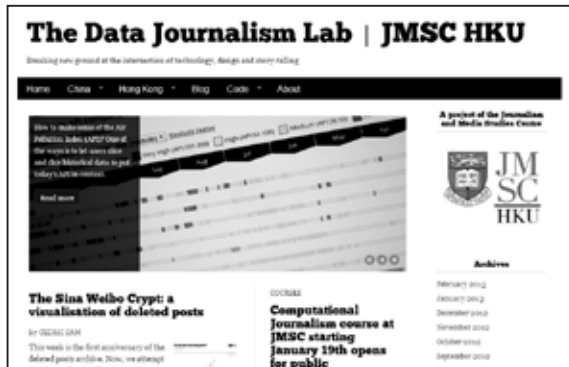 The Data Journalism Lab | JMSC HKU
Breaking new ground at the intersection of technology, design and story-telling
Home China Hong Kong Blog Code About
How to make sense of the Air
Pollution Index (API)? One of
the ways is to let users slice
and dice historical data to put
today's API in context.
Read more
A project of the Journalism
and Media Studies Centre
JM
SC
HKU
The Sina Weibo Crypt: a
visualisation of deleted posts
BY CEDRIC SAM
This week is the first anniversary of the
deleted posts archive. Now, we attempt
COURSES
Computational
Journalism course at
JMSC starting
January 19th opens
for public
Archives
February 2013
January 2013
December 2012
November 2012
October 2012
September 2012